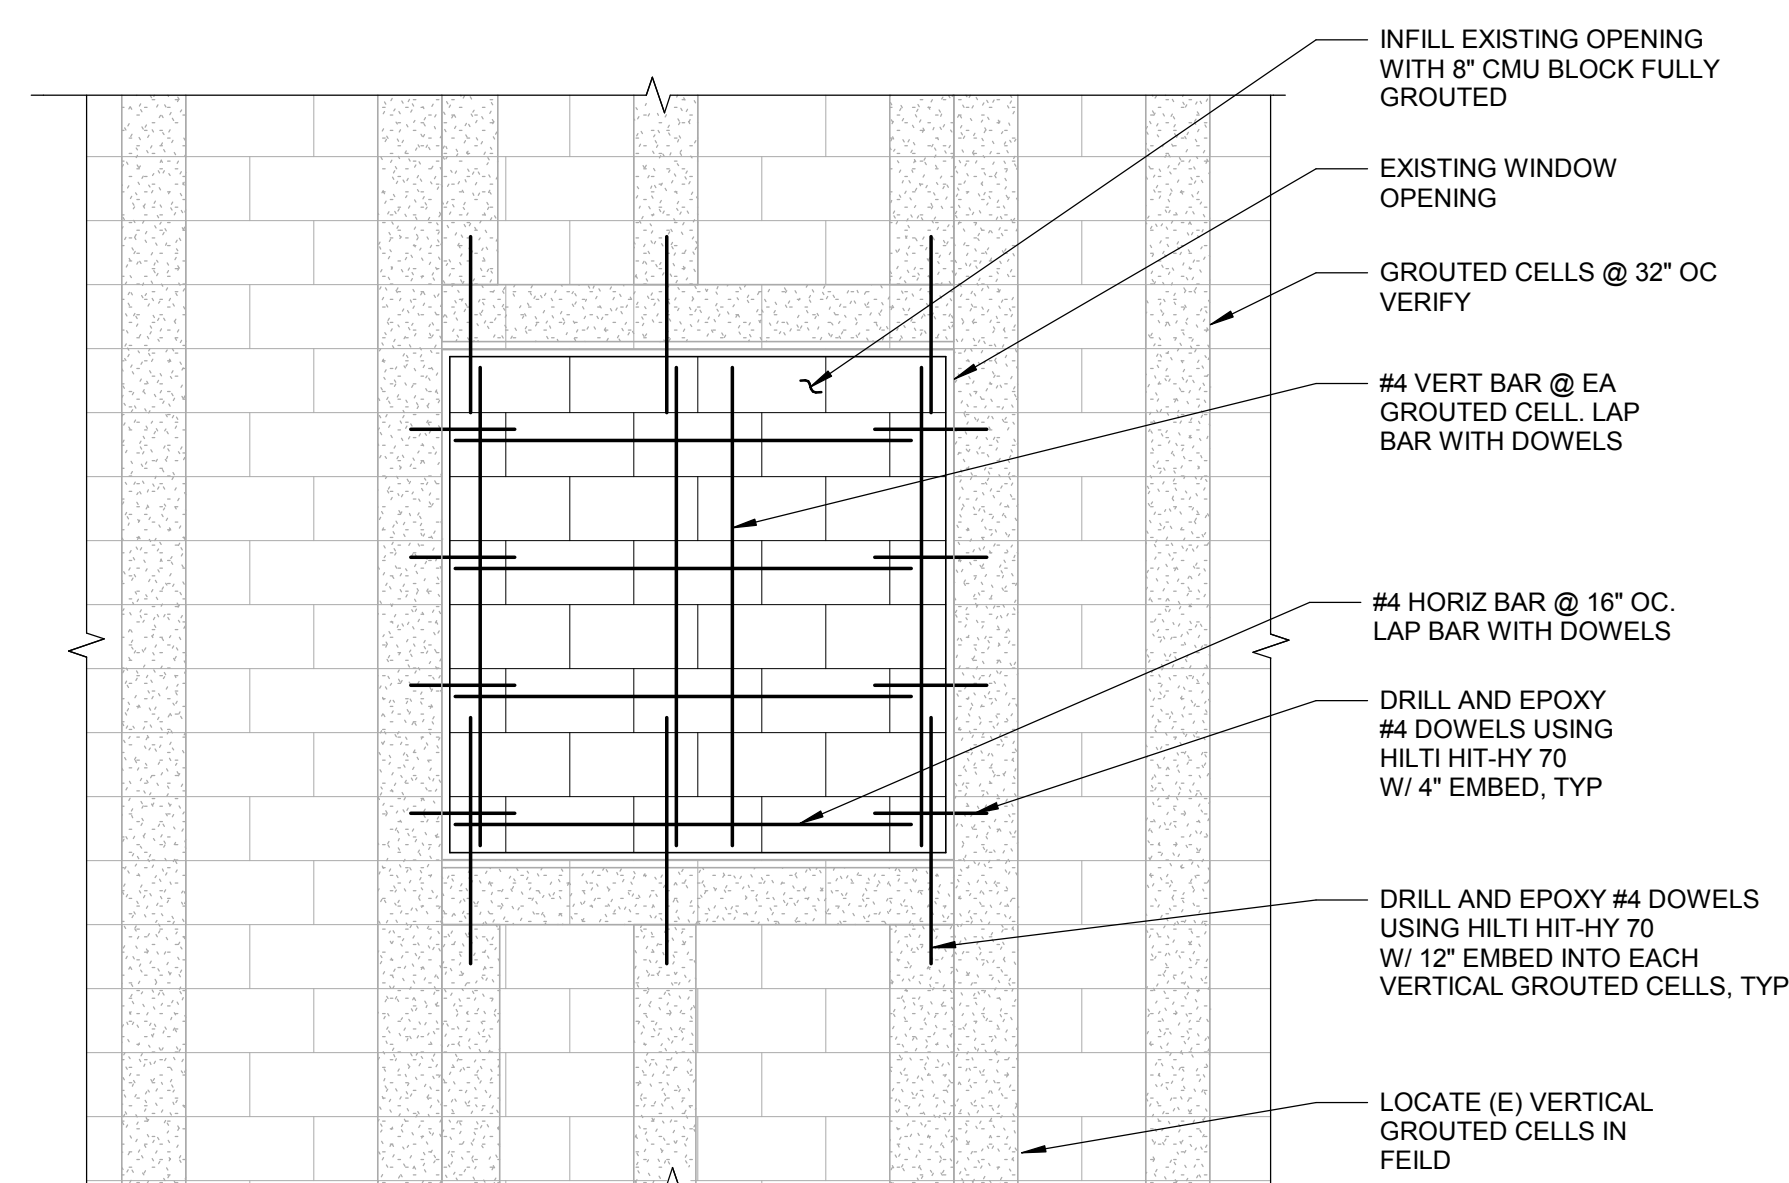 INFILL EXISTING OPENING
WITH 8" CMU BLOCK FULLY
GROUTED
EXISTING WINDOW
OPENING
GROUTED CELLS @ 32" OC
VERIFY
#4 VERT BAR @ EA
GROUTED CELL. LAP
BAR WITH DOWELS
#4 HORIZ BAR @ 16" OC.
LAP BAR WITH DOWELS
DRILL AND EPOXY
#4 DOWELS USING
HILTI HIT-HY 70
W/ 4" EMBED, TYP
DRILL AND EPOXY #4 DOWELS
USING HILTI HIT-HY 70
W/ 12" EMBED INTO EACH
VERTICAL GROUTED CELLS, TYP
LOCATE (E) VERTICAL
GROUTED CELLS IN
FEILD